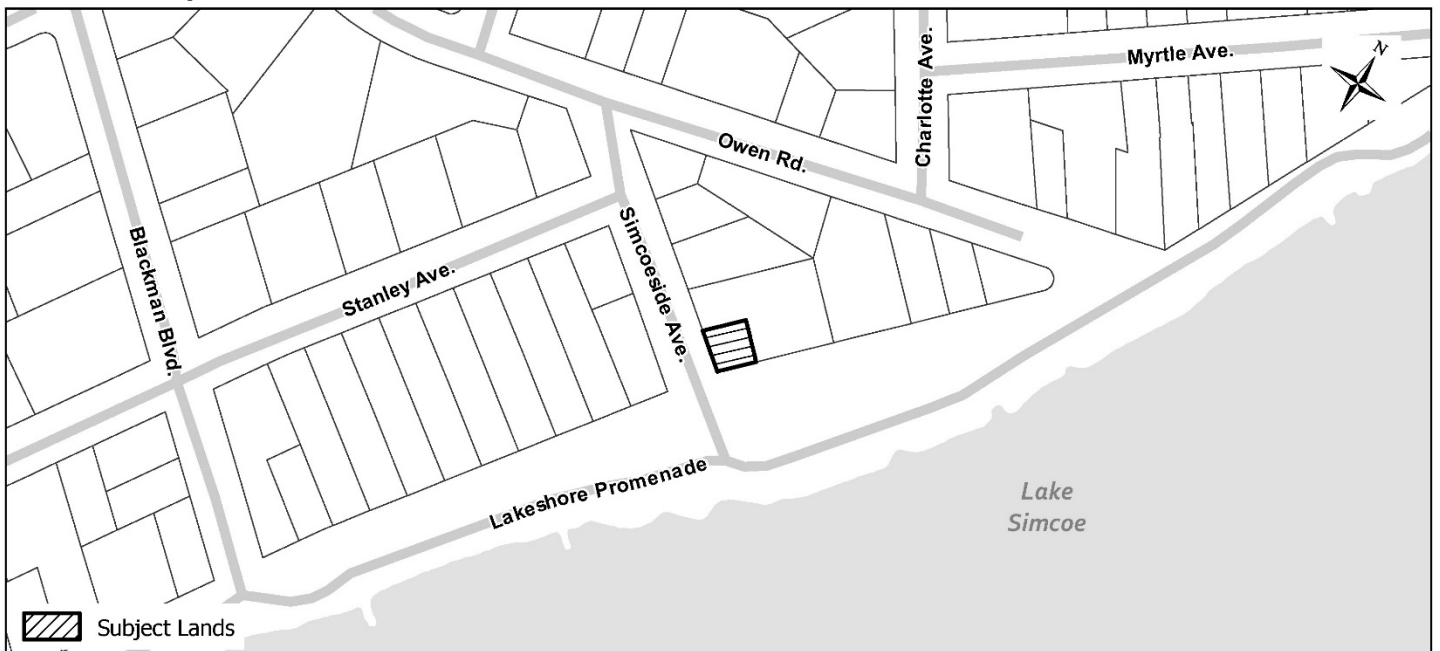 Charlotte Ave.
Myrtle Ave.
N
Owen Rd.
Simcoeside Ave.
Blackman Blvd.
Stanley Ave.
Lakeshore Promenade
Lake
Simcoe
Subject Lands